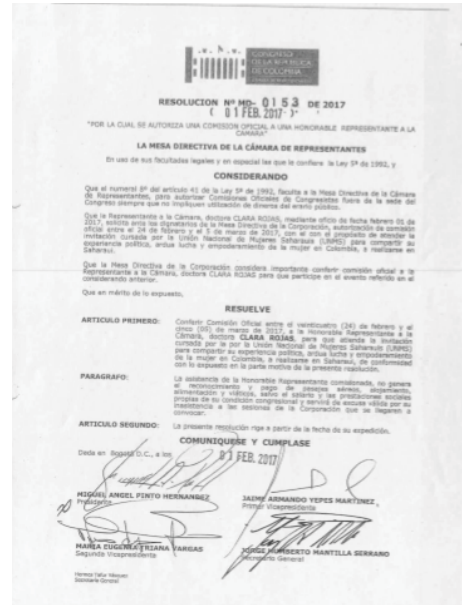 CONGRESO
DE LA REPÚBLICA
DE COLOMBIA
RESOLUCION Nº MD- 0153 DE 2017
( 01 FEB. 2017 )
"POR LA CUAL SE AUTORIZA UNA COMISION OFICIAL A UNA HONORABLE REPRESENTANTE A LA
CÁMARA"
LA MESA DIRECTIVA DE LA CÁMARA DE REPRESENTANTES
En uso de sus facultades legales y en especial las que le confiere la Ley 5ª de 1992, y
CONSIDERANDO
Que el numeral 8º del artículo 41 de la Ley 5ª de 1992, faculta a la Mesa Directiva de la Cámara
de Representantes, para autorizar Comisiones Oficiales de Congresistas fuera de la sede del
Congreso siempre que no impliquen utilización de dineros del erario público.
Que la Representante a la Cámara, doctora CLARA ROJAS, mediante oficio de fecha febrero 01 de
2017, solicita ante los dignatarios de la Mesa Directiva de la Corporación, autorización de comisión
oficial entre el 24 de febrero y el 5 de marzo de 2017, con el propósito de atender la
invitación cursada por la Unión Nacional de Mujeres Saharauis (UNMS) para compartir su
experiencia política, ardua lucha y empoderamiento de la mujer en Colombia, a realizarse en
Saharaui.
Que la Mesa Directiva de la Corporación considera importante conferir comisión oficial a la
Representante a la Cámara, doctora CLARA ROJAS para que participe en el evento referido en el
considerando anterior.
Que en mérito de lo expuesto,
RESUELVE
ARTICULO PRIMERO: Conferir Comisión Oficial entre el veinticuatro (24) de febrero y el
cinco (05) de marzo de 2017, a la Honorable Representante a la
Cámara, doctora CLARA ROJAS, para que atienda la invitación
cursada por la por la Unión Nacional de Mujeres Saharauis (UNMS)
para compartir su experiencia política, ardua lucha y empoderamiento
de la mujer en Colombia, a realizarse en Saharaui, de conformidad
con lo expuesto en la parte motiva de la presente resolución.
PARAGRAFO: La asistencia de la Honorable Representante comisionada, no genera
el reconocimiento y pago de pasajes aéreos, alojamiento,
alimentación y viáticos, salvo el salario y las prestaciones sociales
propias de su condición congresional y servirá de excusa válida por su
inasistencia a las sesiones de la Corporación que se llegaren a
convocar.
ARTICULO SEGUNDO: La presente resolución rige a partir de la fecha de su expedición.
COMUNIQUESE Y CUMPLASE
Dada en Bogotá D.C., a los 01 FEB. 2017
MIGUEL ANGEL PINTO HERNANDEZ
Presidente
JAIME ARMANDO YEPES MARTINEZ
Primer Vicepresidente
MARIA EUGENIA TRIANA VARGAS
Segunda Vicepresidenta
JORGE HUMBERTO MANTILLA SERRANO
Secretario General
Secretaria General